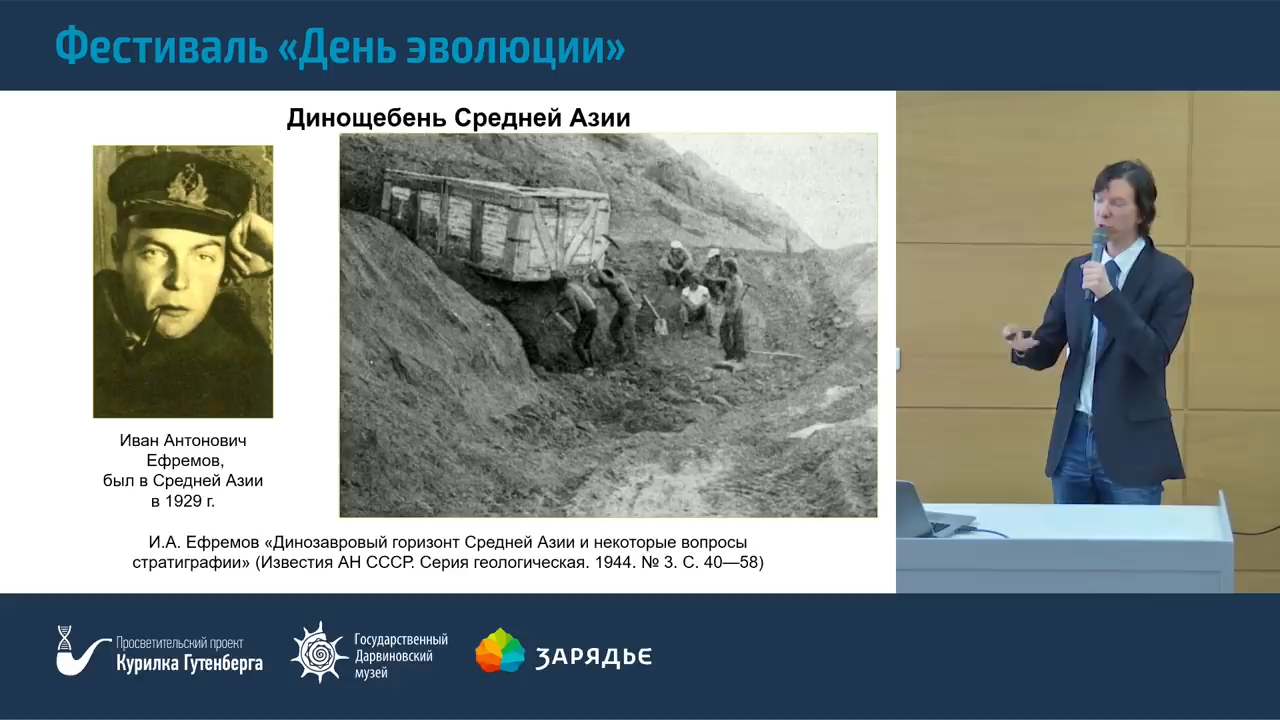 Фестиваль «День эволюции»
Динощебень Средней Азии
Иван Антонович
Ефремов,
был в Средней Азии
в 1929 г.
И.А. Ефремов «Динозавровый горизонт Средней Азии и некоторые вопросы
стратиграфии» (Известия АН СССР. Серия геологическая. 1944. № 3. С. 40—58)
Просветительский проект
Курилка Гутенберга
Государственный
Дарвиновский
музей
ЗАРЯДЬЕ